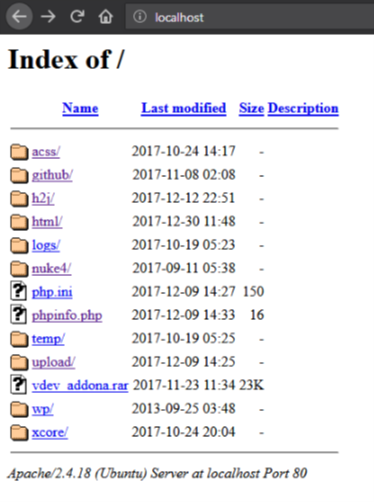 localhost
Index of /
Name Last modified Size Description
acss/ 2017-10-24 14:17 -
github/ 2017-11-08 02:08 -
h2j/ 2017-12-12 22:51 -
html/ 2017-12-30 11:48 -
logs/ 2017-10-19 05:23 -
nuke4/ 2017-09-11 05:38 -
php.ini 2017-12-09 14:27 150
phpinfo.php 2017-12-09 14:33 16
temp/ 2017-10-19 05:25 -
upload/ 2017-12-09 14:25 -
vdev_addona.rar 2017-11-23 11:34 23K
wp/ 2013-09-25 03:48 -
xcore/ 2017-10-24 20:04 -
Apache/2.4.18 (Ubuntu) Server at localhost Port 80